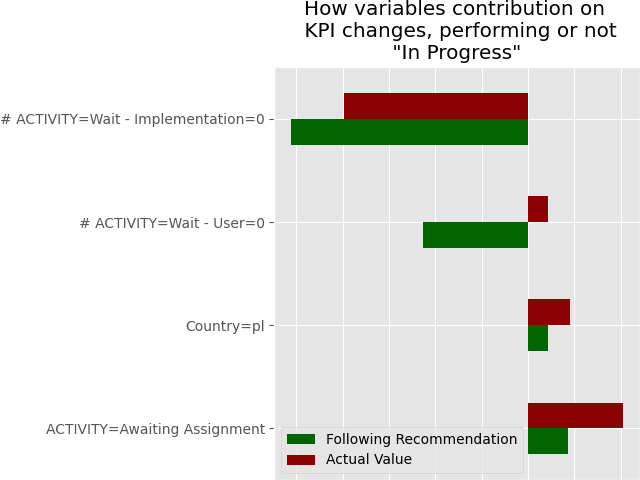 How variables contribution on
KPI changes, performing or not
"In Progress"
# ACTIVITY=Wait - Implementation=0
# ACTIVITY=Wait - User=0
Country=pl
ACTIVITY=Awaiting Assignment
Following Recommendation
Actual Value